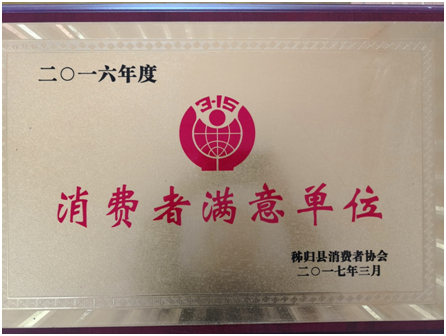 二〇一六年度
3·15
消费者满意单位
秭归县消费者协会
二〇一七年三月